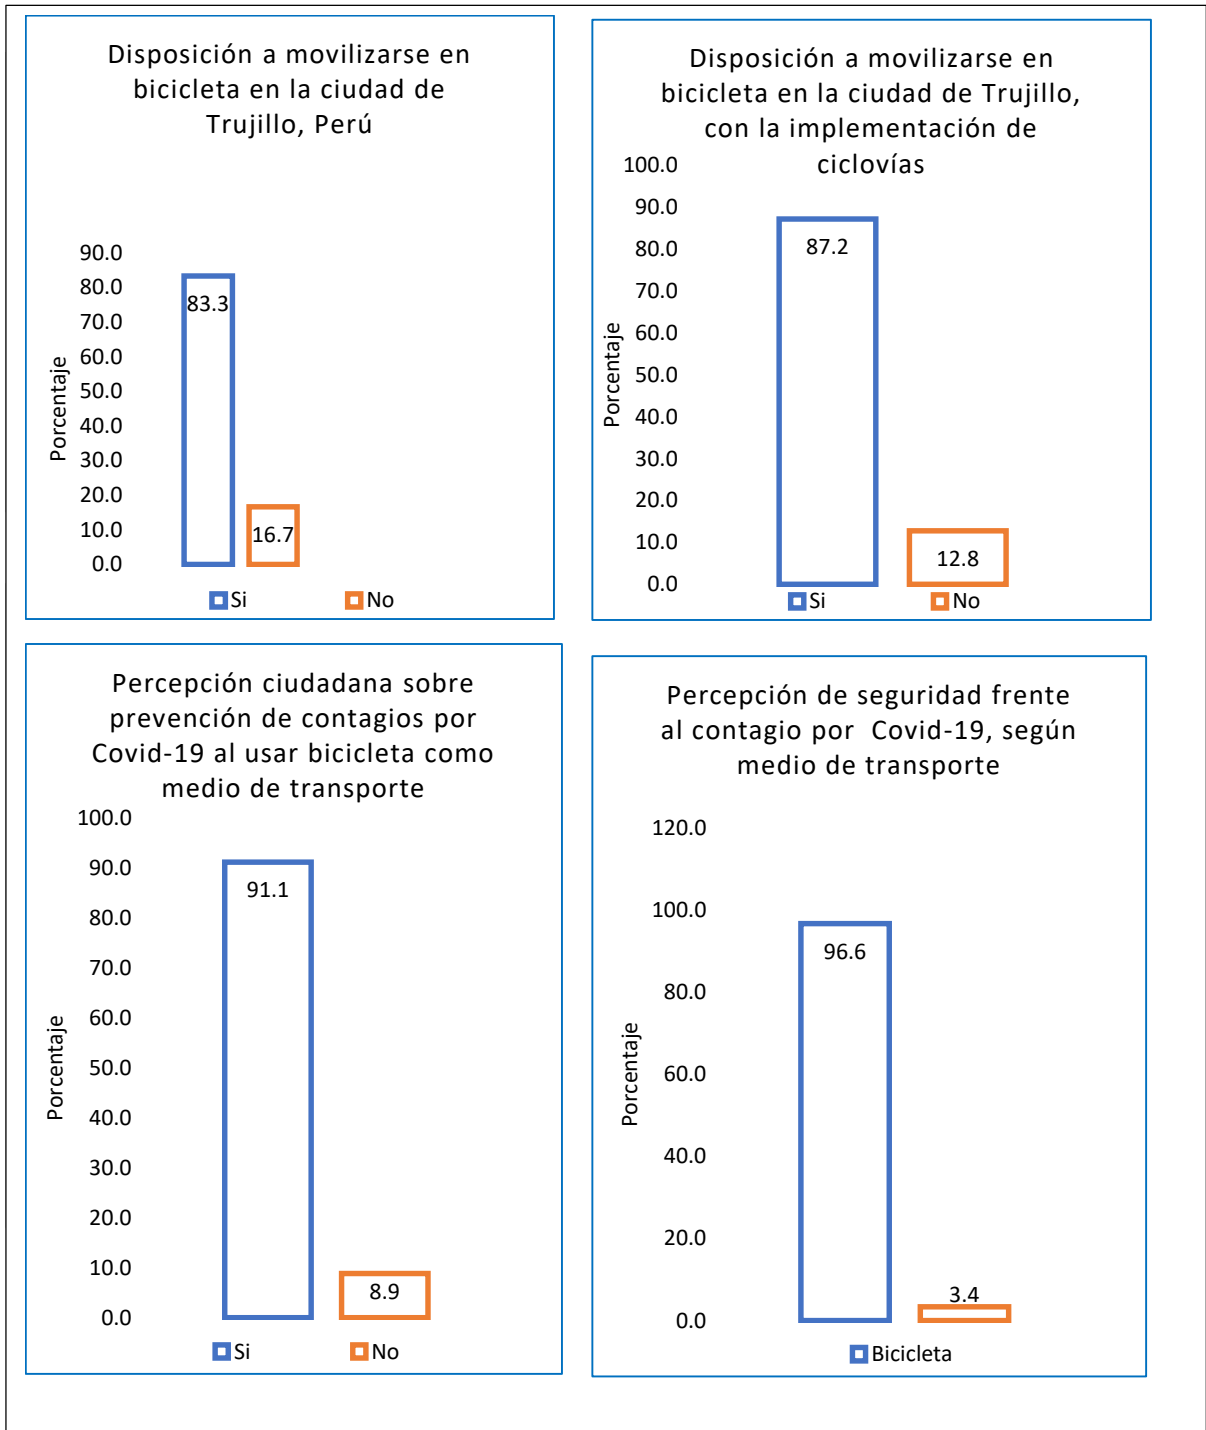 Disposición a movilizarse en
bicicleta en la ciudad de
Trujillo, Perú
90.0
80.0
70.0
60.0
50.0
40.0
30.0
20.0
10.0
0.0
Porcentaje
83.3
16.7
Si No
Disposición a movilizarse en
bicicleta en la ciudad de Trujillo,
con la implementación de
ciclovías
100.0
90.0
80.0
70.0
60.0
50.0
40.0
30.0
20.0
10.0
0.0
Porcentaje
87.2
12.8
Si No
Percepción ciudadana sobre
prevención de contagios por
Covid-19 al usar bicicleta como
medio de transporte
100.0
90.0
80.0
70.0
60.0
50.0
40.0
30.0
20.0
10.0
0.0
Porcentaje
91.1
8.9
Si No
Percepción de seguridad frente
al contagio por Covid-19, según
medio de transporte
120.0
100.0
80.0
60.0
40.0
20.0
0.0
Porcentaje
96.6
3.4
Bicicleta